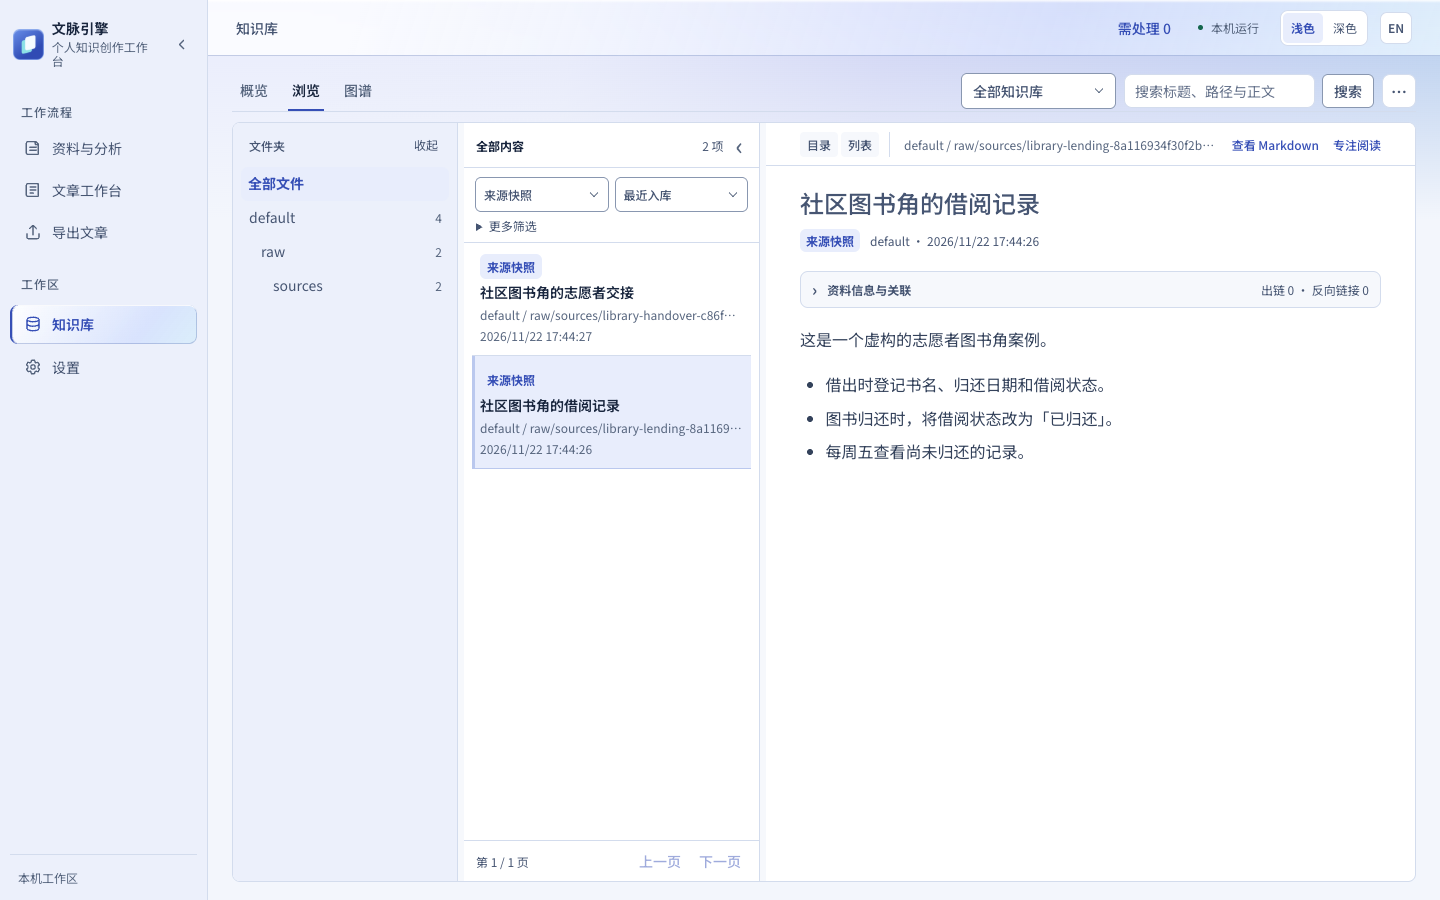 文脉引擎
个人知识创作工作
台
工作流程
资料与分析
文章工作台
导出文章
工作区
知识库
设置
本机工作区
知识库
需处理 0
本机运行
浅色
深色
EN
概览
浏览
图谱
全部知识库
搜索标题、路径与正文
搜索
···
文件夹
收起
全部文件
default 4
raw 2
sources 2
全部内容
2 项
来源快照
最近入库
更多筛选
来源快照
社区图书角的志愿者交接
default / raw/sources/library-handover-c86f···
2026/11/22 17:44:27
来源快照
社区图书角的借阅记录
default / raw/sources/library-lending-8a1169···
2026/11/22 17:44:26
第 1 / 1 页
上一页
下一页
目录
列表
default / raw/sources/library-lending-8a116934f30f2b···
查看 Markdown
专注阅读
社区图书角的借阅记录
来源快照
default · 2026/11/22 17:44:26
资料信息与关联
出链 0 · 反向链接 0
这是一个虚构的志愿者图书角案例。
• 借出时登记书名、归还日期和借阅状态。
• 图书归还时，将借阅状态改为「已归还」。
• 每周五查看尚未归还的记录。